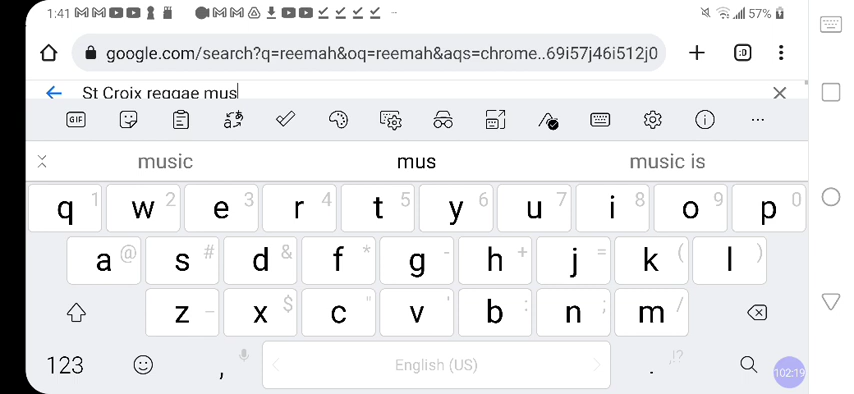 1:41 57%
google.com/search?q=reemah&oq=reemah&aqs=chrome..69i57j46i512j0 :D
St Croix reggae mus
GIF
music mus music is
q 1 w 2 e 3 r 4 t 5 y 6 u 7 i 8 o 9 p 0
a @ s # d & f * g - h + j = k ( l )
z _ x $ c " v ' b : n ; m /
123 , English (US) . ,!?
102:19